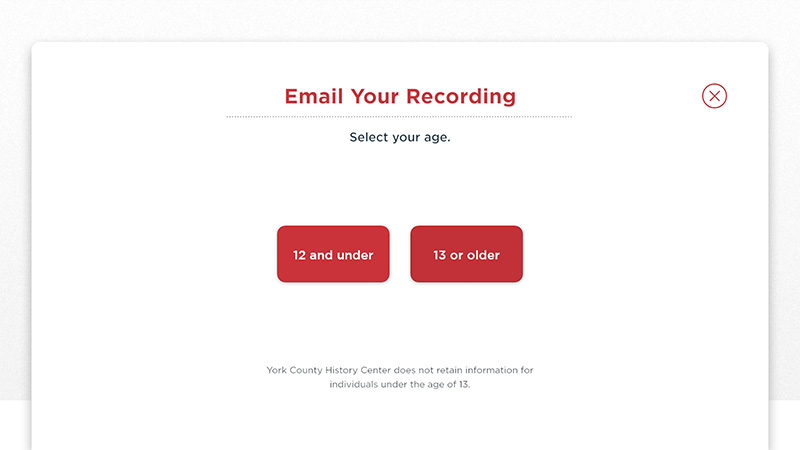 Email Your Recording
Select your age.
12 and under
13 or older
York County History Center does not retain information for
individuals under the age of 13.